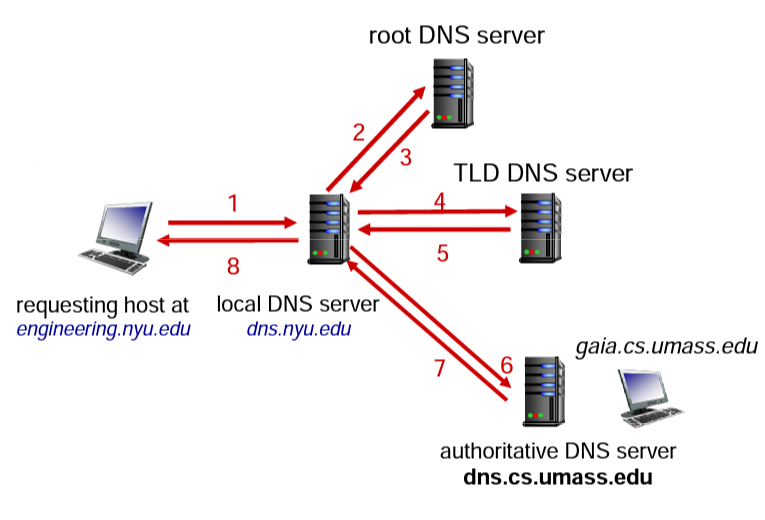 root DNS server
2
3
TLD DNS server
1
4
5
8
requesting host at
engineering.nyu.edu
local DNS server
dns.nyu.edu
gaia.cs.umass.edu
7
6
authoritative DNS server
dns.cs.umass.edu